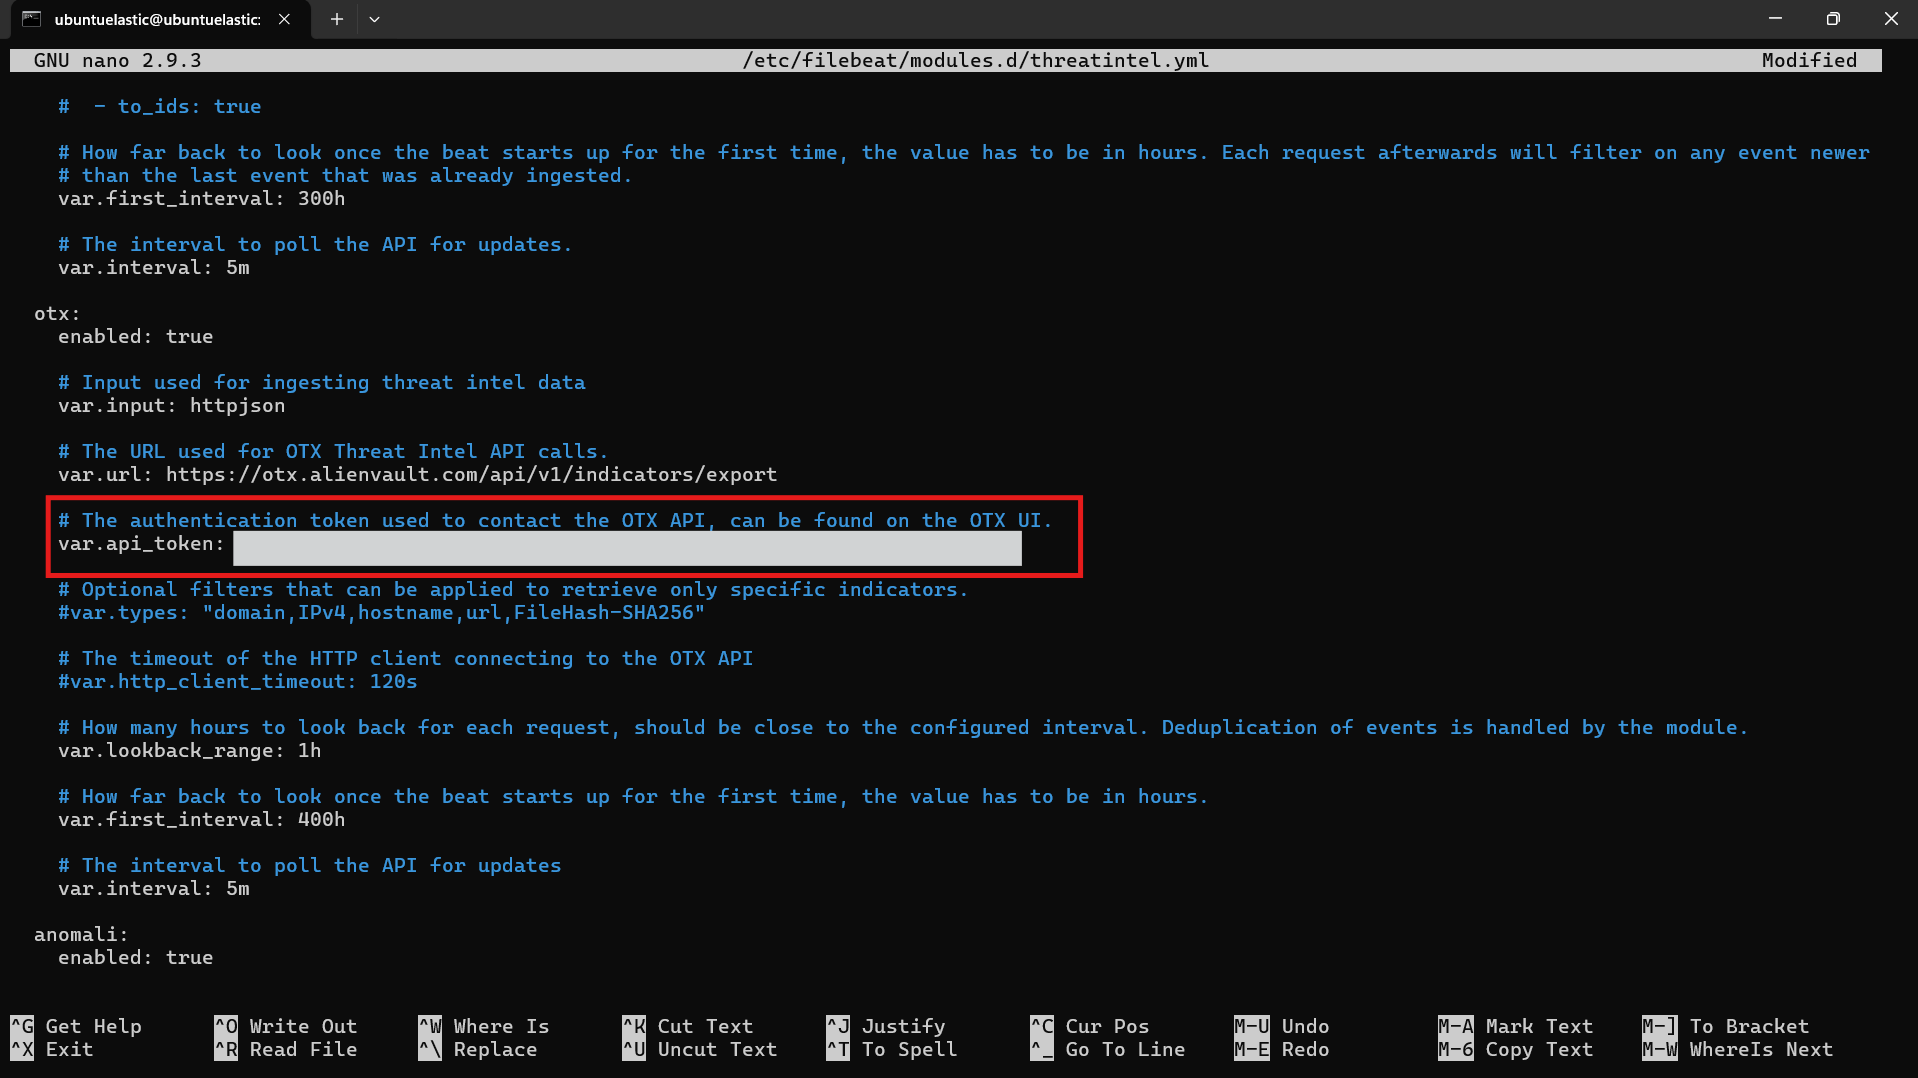 ubuntuelastic@ubuntuelastic:
GNU nano 2.9.3 /etc/filebeat/modules.d/threatintel.yml Modified
#  - to_ids: true
# How far back to look once the beat starts up for the first time, the value has to be in hours. Each request afterwards will filter on any event newer
# than the last event that was already ingested.
var.first_interval: 300h
# The interval to poll the API for updates.
var.interval: 5m
otx:
enabled: true
# Input used for ingesting threat intel data
var.input: httpjson
# The URL used for OTX Threat Intel API calls.
var.url: https://otx.alienvault.com/api/v1/indicators/export
# The authentication token used to contact the OTX API, can be found on the OTX UI.
var.api_token:
# Optional filters that can be applied to retrieve only specific indicators.
#var.types: "domain,IPv4,hostname,url,FileHash-SHA256"
# The timeout of the HTTP client connecting to the OTX API
#var.http_client_timeout: 120s
# How many hours to look back for each request, should be close to the configured interval. Deduplication of events is handled by the module.
var.lookback_range: 1h
# How far back to look once the beat starts up for the first time, the value has to be in hours.
var.first_interval: 400h
# The interval to poll the API for updates
var.interval: 5m
anomali:
enabled: true
^G Get Help ^O Write Out ^W Where Is ^K Cut Text ^J Justify ^C Cur Pos M-U Undo M-A Mark Text M-] To Bracket
^X Exit ^R Read File ^\ Replace ^U Uncut Text ^T To Spell ^_ Go To Line M-E Redo M-6 Copy Text M-W WhereIs Next